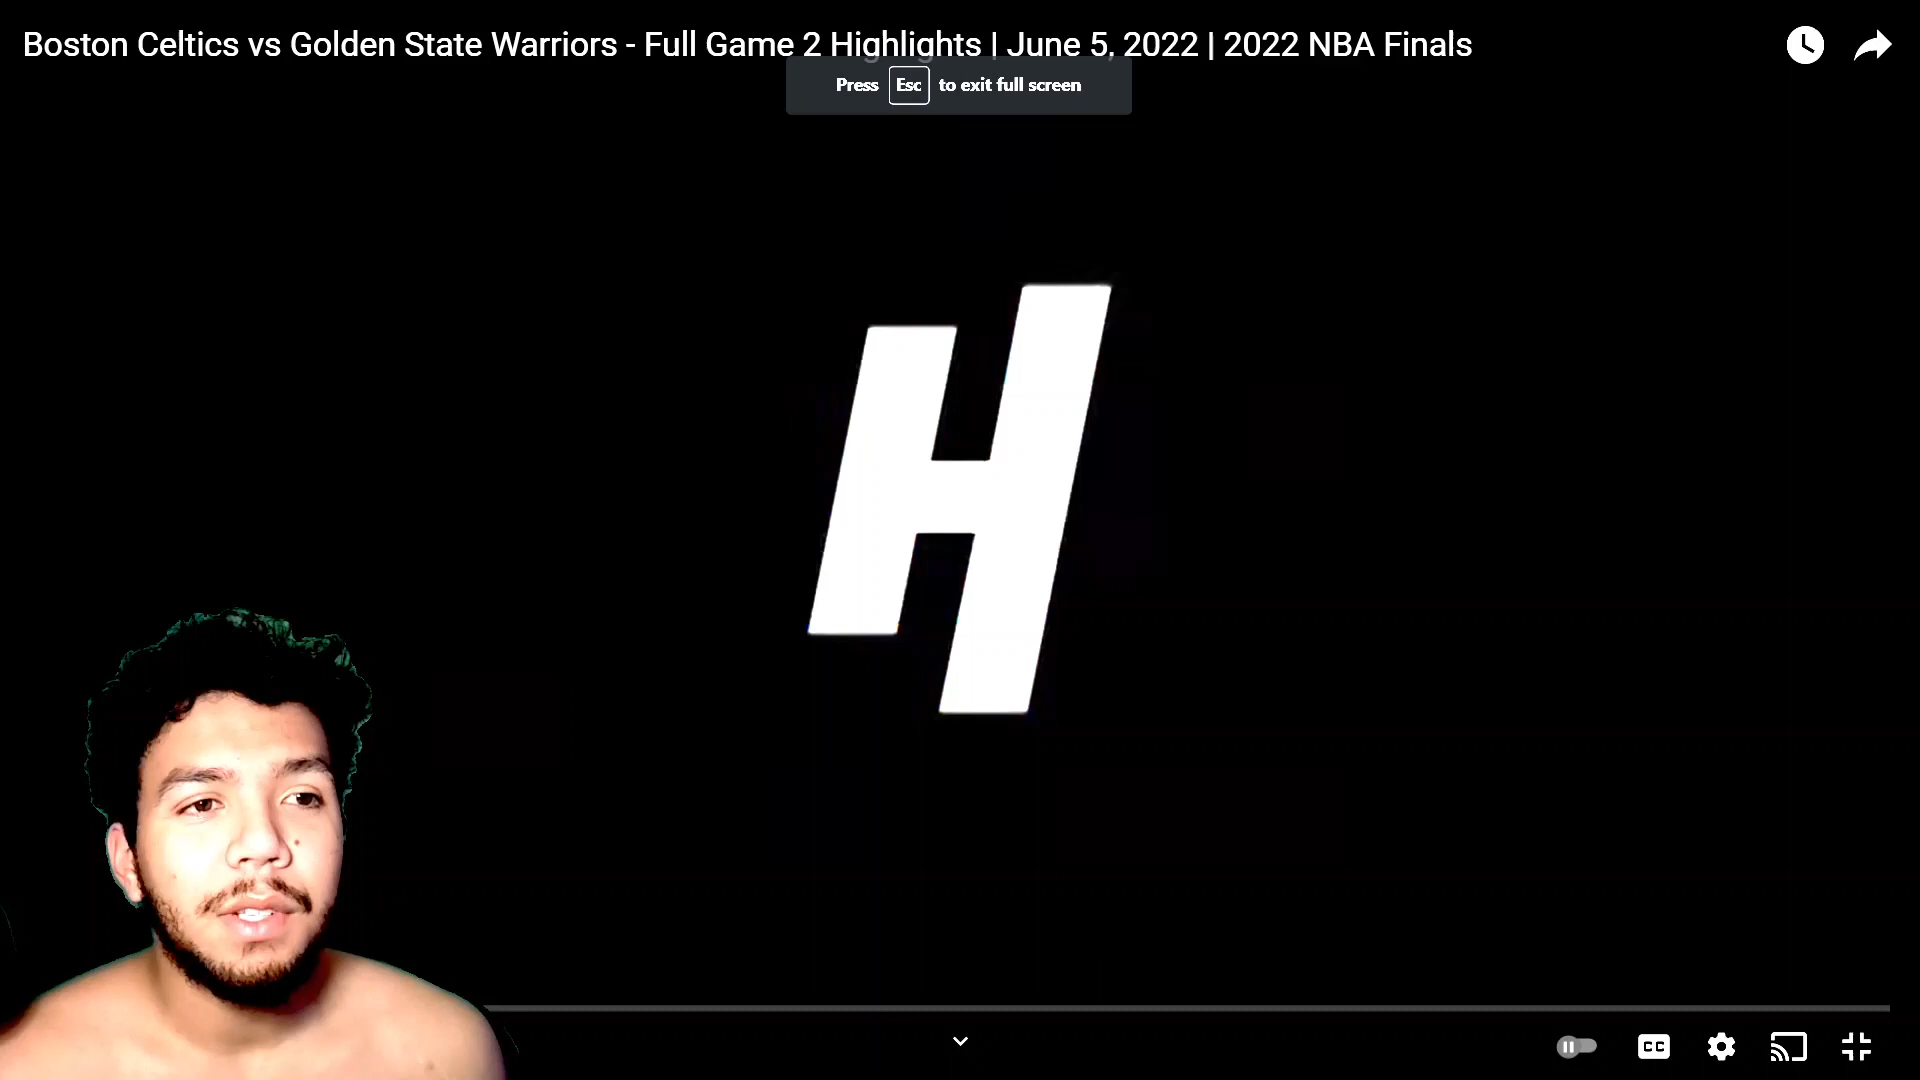 Boston Celtics vs Golden State Warriors - Full Game 2 Highlights | June 5, 2022 | 2022 NBA Finals
Press Esc to exit full screen
H
CC